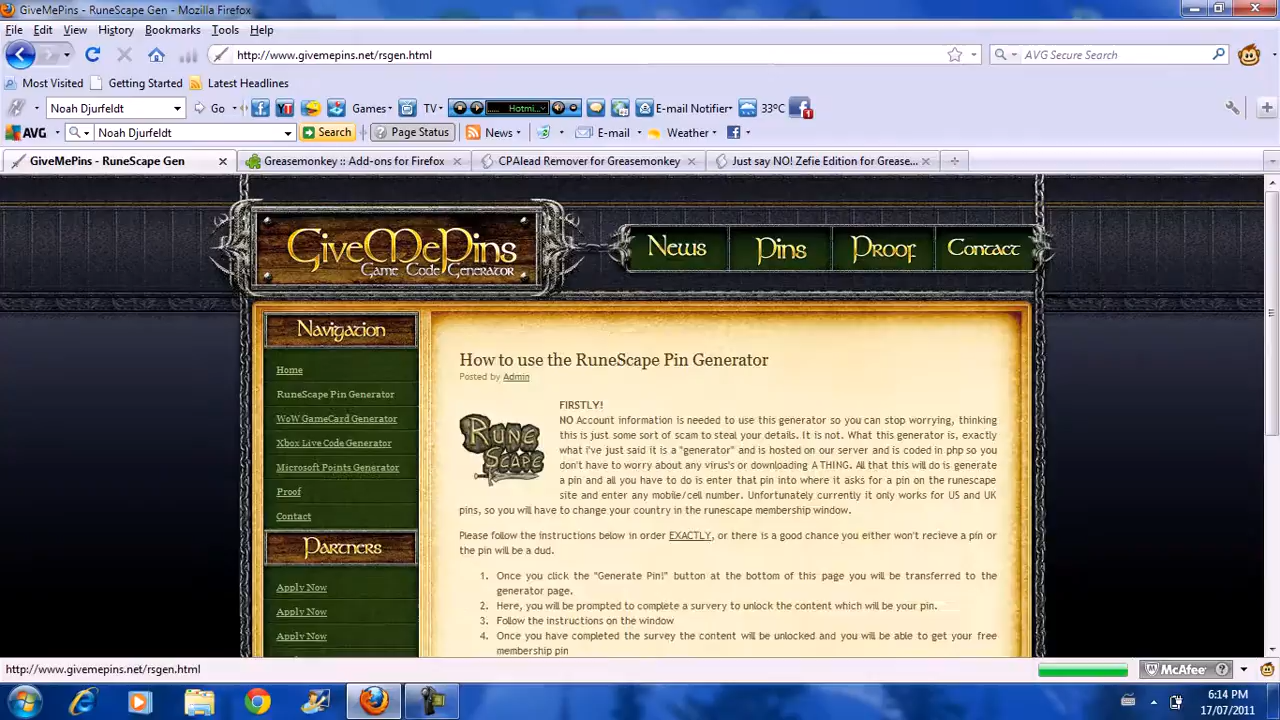 GiveMePins - RuneScape Gen - Mozilla Firefox
File Edit View History Bookmarks Tools Help
http://www.givemepins.net/rsgen.html
AVG Secure Search
Most Visited Getting Started Latest Headlines
Noah Djurfeldt Go Games TV Hotmi... E-mail Notifier 33ºC 1
AVG Noah Djurfeldt Search Page Status News E-mail Weather
GiveMePins - RuneScape Gen Greasemonkey :: Add-ons for Firefox CPAlead Remover for Greasemonkey Just say NO! Zefie Edition for Grease...
GiveMePins
Game Code Generator
News Pins Proof Contact
Navigation
Home
RuneScape Pin Generator
WoW GameCard Generator
Xbox Live Code Generator
Microsoft Points Generator
Proof
Contact
Partners
Apply Now
Apply Now
Apply Now
How to use the RuneScape Pin Generator
Posted by Admin
RuneScape
FIRSTLY!
NO Account information is needed to use this generator so you can stop worrying, thinking
this is just some sort of scam to steal your details. It is not. What this generator is, exactly
what i've just said it is a "generator" and is hosted on our server and is coded in php so you
don't have to worry about any virus's or downloading A THING. All that this will do is generate
a pin and all you have to do is enter that pin into where it asks for a pin on the runescape
site and enter any mobile/cell number. Unfortunately currently it only works for US and UK
pins, so you will have to change your country in the runescape membership window.
Please follow the instructions below in order EXACTLY, or there is a good chance you either won't recieve a pin or
the pin will be a dud.
1. Once you click the "Generate Pin!" button at the bottom of this page you will be transferred to the
generator page.
2. Here, you will be prompted to complete a survery to unlock the content which will be your pin.
3. Follow the instructions on the window
4. Once you have completed the survey the content will be unlocked and you will be able to get your free
membership pin
http://www.givemepins.net/rsgen.html
McAfee
6:14 PM
17/07/2011